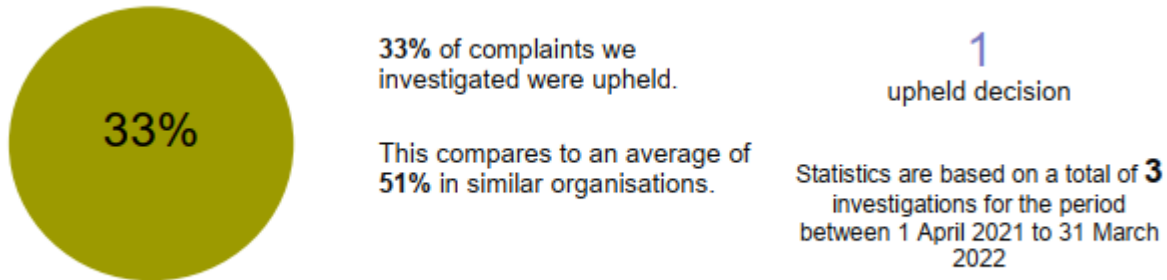 33%
33% of complaints we
investigated were upheld.
This compares to an average of
51% in similar organisations.
1
upheld decision
Statistics are based on a total of 3
investigations for the period
between 1 April 2021 to 31 March
2022